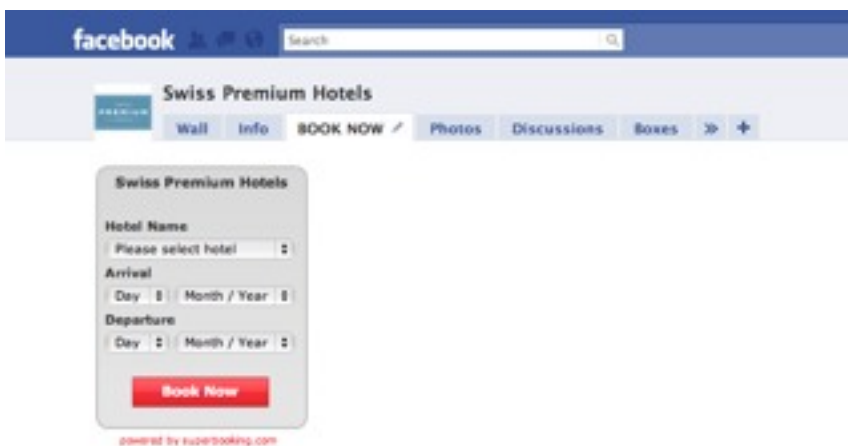 facebook Search
Swiss Premium Hotels
PREMIUM
Wall Info BOOK NOW Photos Discussions Boxes » +
Swiss Premium Hotels
Hotel Name
Please select hotel
Arrival
Day Month / Year
Departure
Day Month / Year
Book Now
powered by superbooking.com